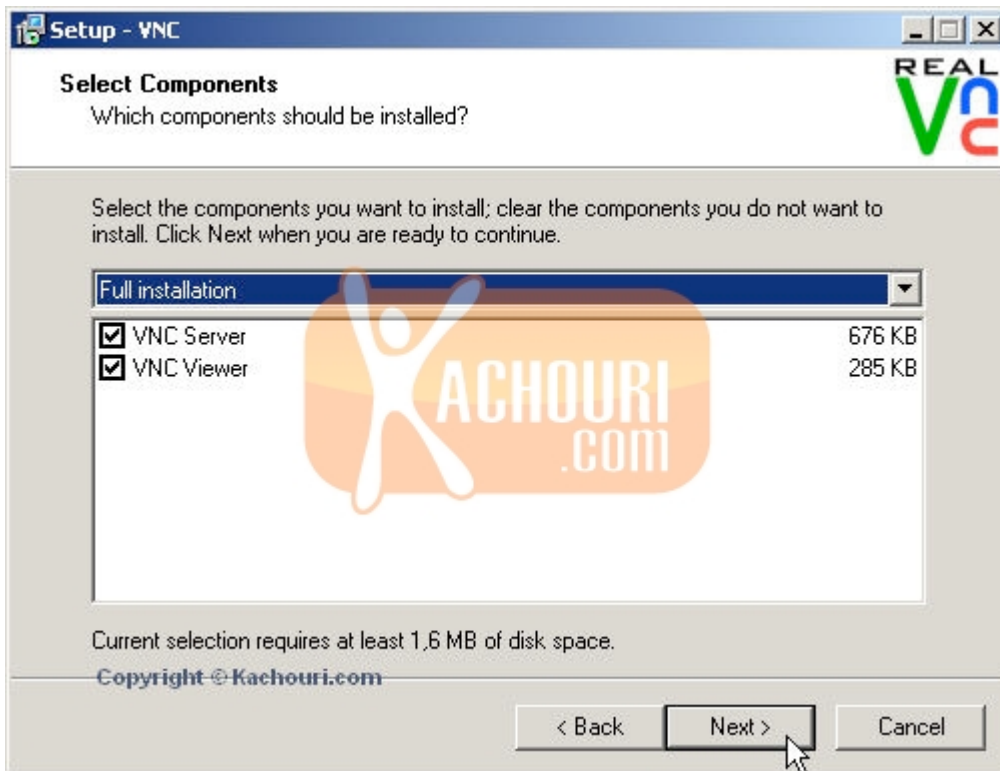 Setup - VNC
Select Components
Which components should be installed?
REAL
VNC
Select the components you want to install; clear the components you do not want to
install. Click Next when you are ready to continue.
Full installation
VNC Server 676 KB
VNC Viewer 285 KB
KACHOURI
.com
Current selection requires at least 1,6 MB of disk space.
Copyright © Kachouri.com
< Back Next > Cancel